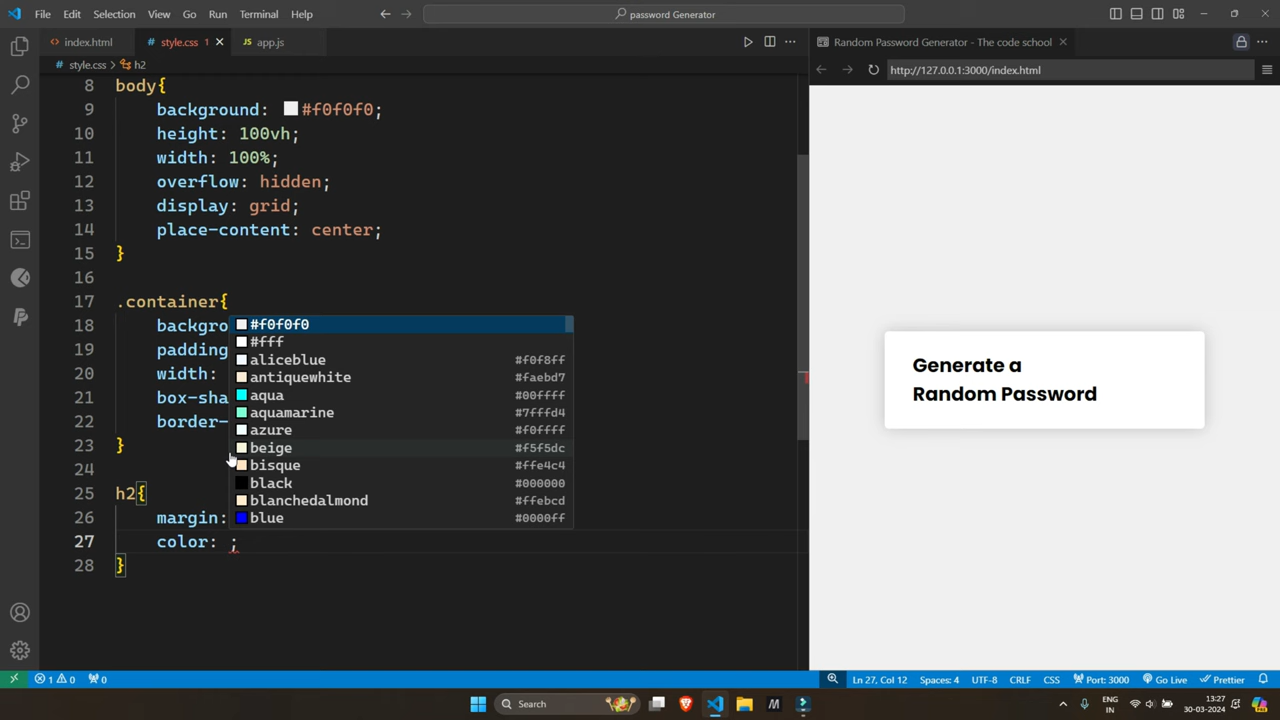 File Edit Selection View Go Run Terminal Help
password Generator
index.html style.css 1 app.js
Random Password Generator - The code school
style.css > h2
http://127.0.0.1:3000/index.html
8 body{
9 background: #f0f0f0;
10 height: 100vh;
11 width: 100%;
12 overflow: hidden;
13 display: grid;
14 place-content: center;
15 }
16
17 .container{
18 backgro
19 padding
20 width:
21 box-sha
22 border-
23 }
24
25 h2{
26 margin:
27 color: ;
28 }
#f0f0f0
#fff
aliceblue #f0f8ff
antiquewhite #faebd7
aqua #00ffff
aquamarine #7fffd4
azure #f0ffff
beige #f5f5dc
bisque #ffe4c4
black #000000
blanchedalmond #ffebcd
blue #0000ff
Generate a
Random Password
1 0 0
Ln 27, Col 12 Spaces: 4 UTF-8 CRLF CSS Port: 3000 Go Live Prettier
Search
ENG
IN
13:27
30-03-2024